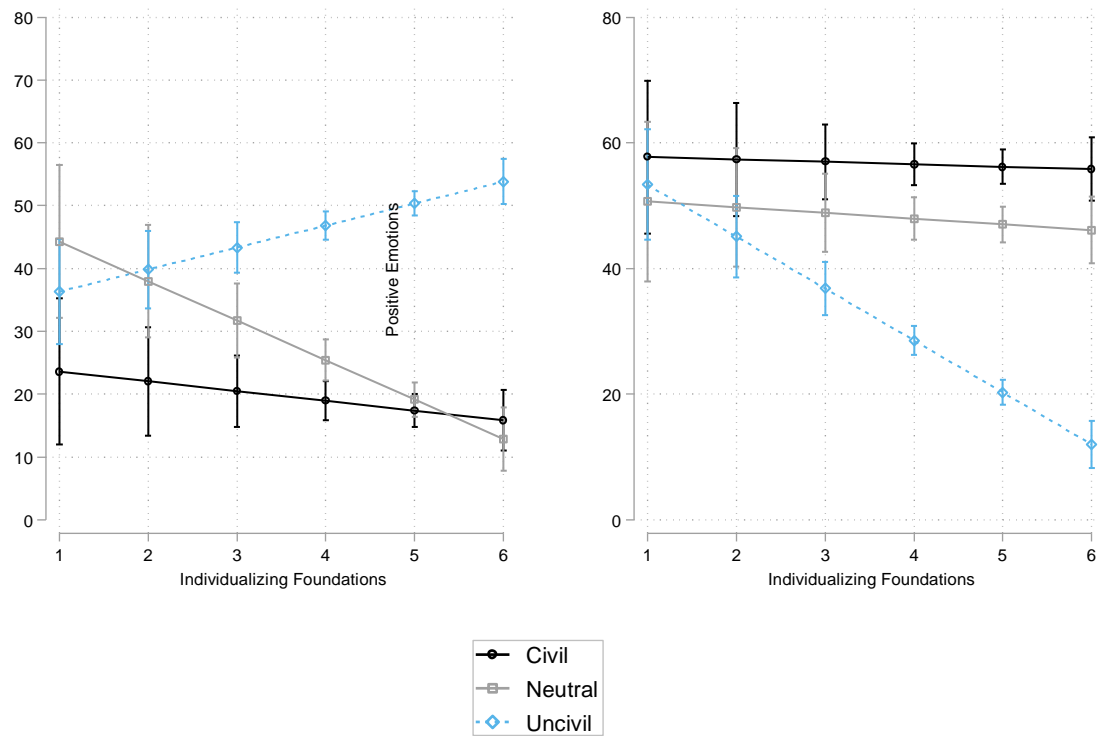 80
70
60
50
40
30
20
10
0
1 2 3 4 5 6
Individualizing Foundations
Positive Emotions
80
60
40
20
0
1 2 3 4 5 6
Individualizing Foundations
Civil
Neutral
Uncivil